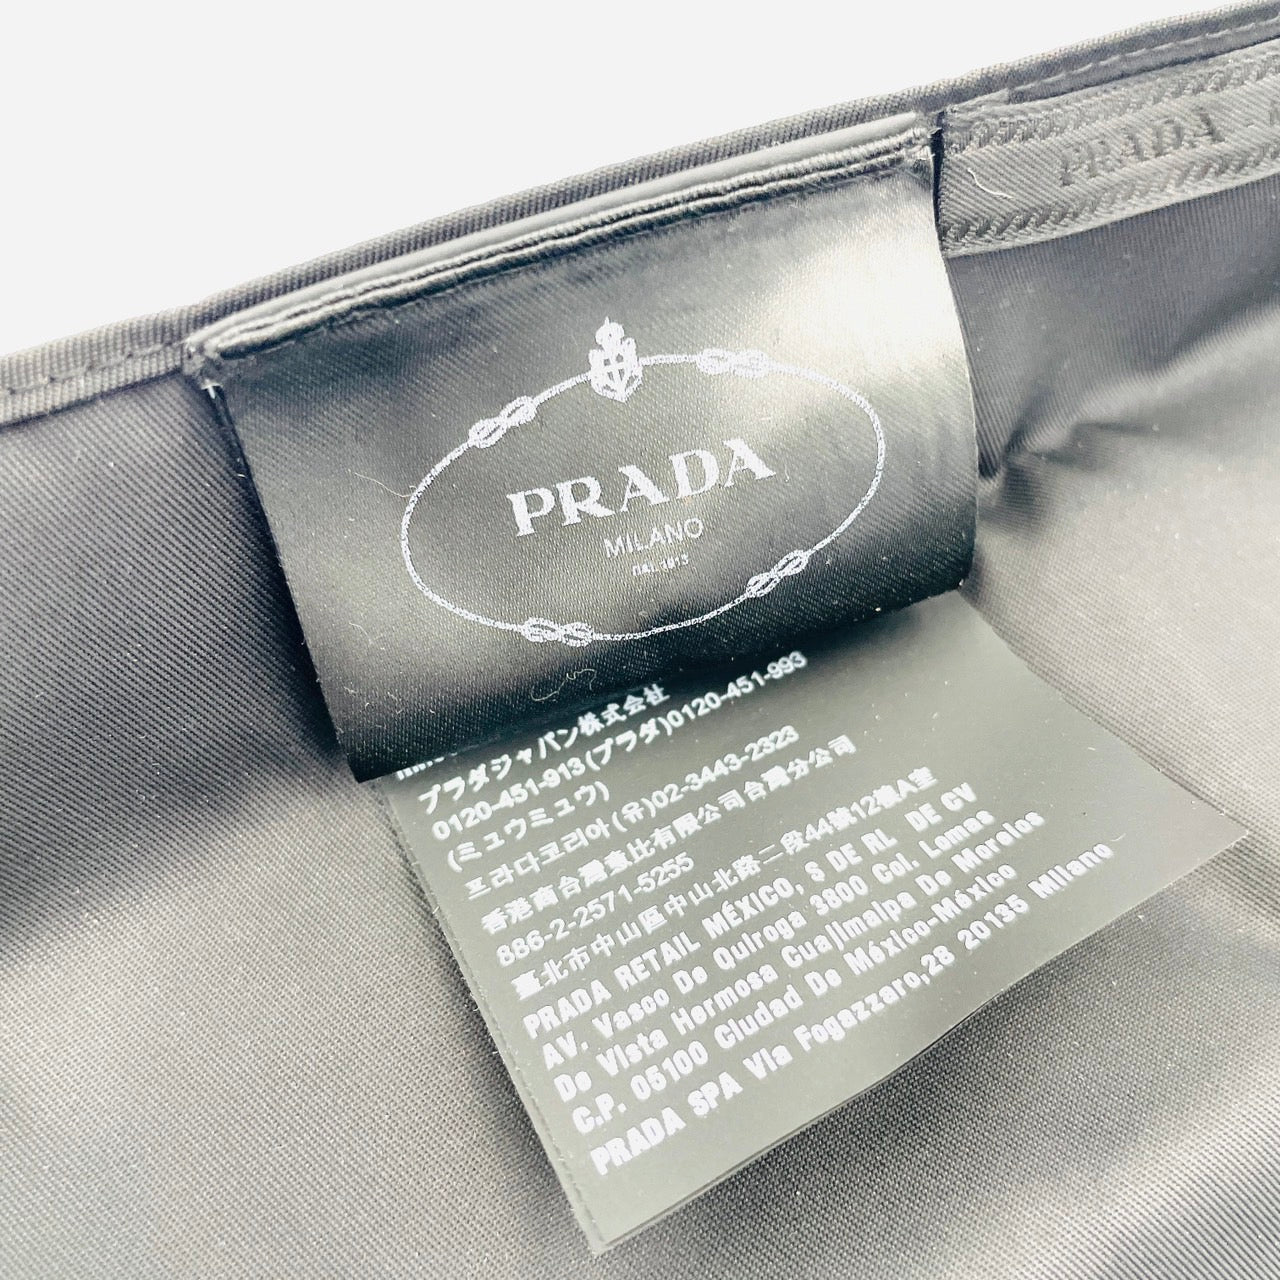 PRADA
PRADA
MILANO
DAL 1913
プラダジャパン株式会社
0120-451-913(プラダ)0120-451-993
(ミュウミュウ)
프라다코리아(유)02-3443-2323
香港商台灣普比有限公司台灣分公司
886-2-2571-5255
臺北市中山區中山北路二段44號12樓A室
PRADA RETAIL MÉXICO, S DE RL DE CV
AV. Vasco De Quiroga 3800 Col. Lomas
De Vista Hermosa Cuajimalpa De Morelos
C.P. 05100 Ciudad De México-México
PRADA SPA Via Fogazzaro,28 20135 Milano